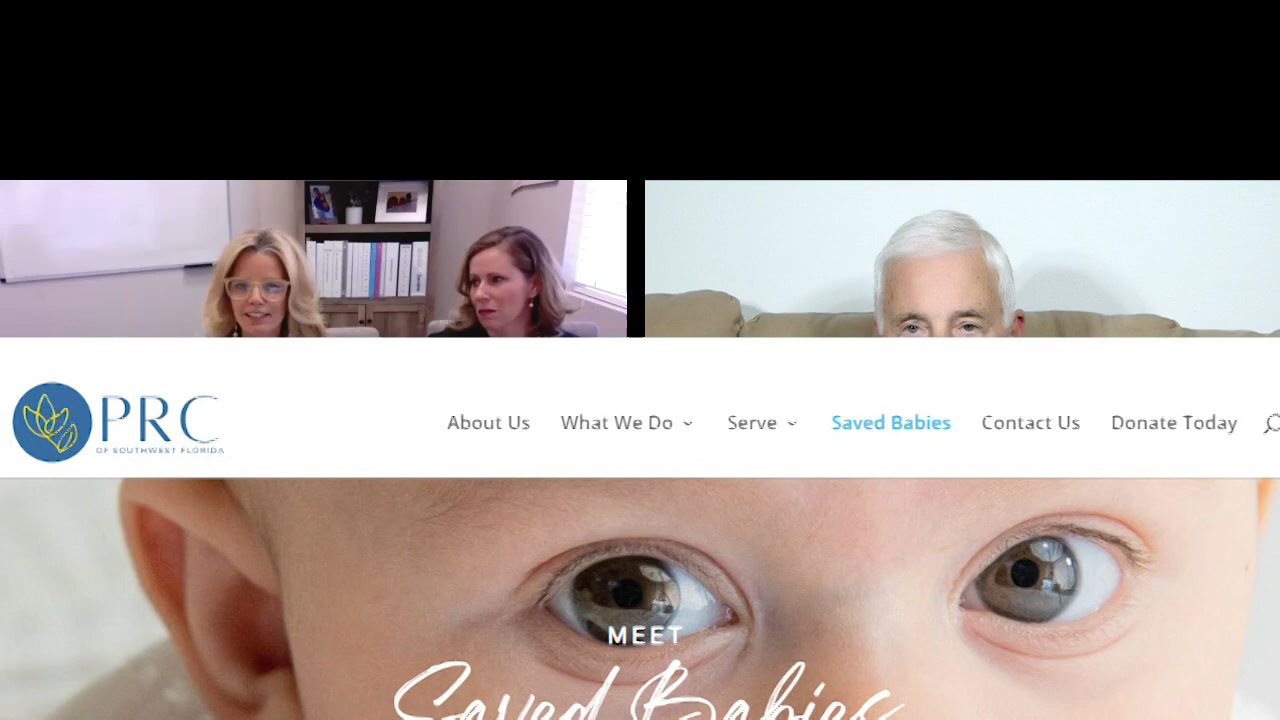 PRC
OF SOUTHWEST FLORIDA
About Us What We Do Serve Saved Babies Contact Us Donate Today
MEET
Saved Babies